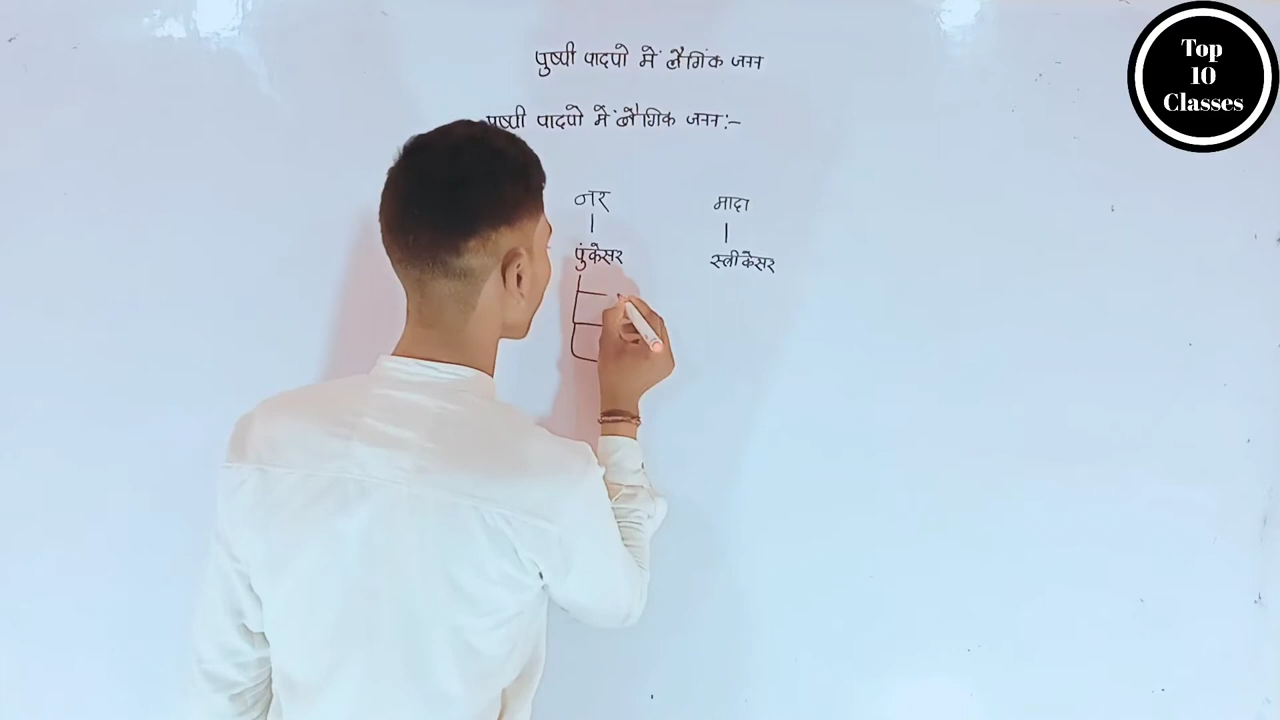 पुष्पी पादपो में लैगिंक जनन
पुष्पी पादपो में लैगिक जनन:-
नर मादा
पुंकेसर स्त्रीकेसर
Top
10
Classes